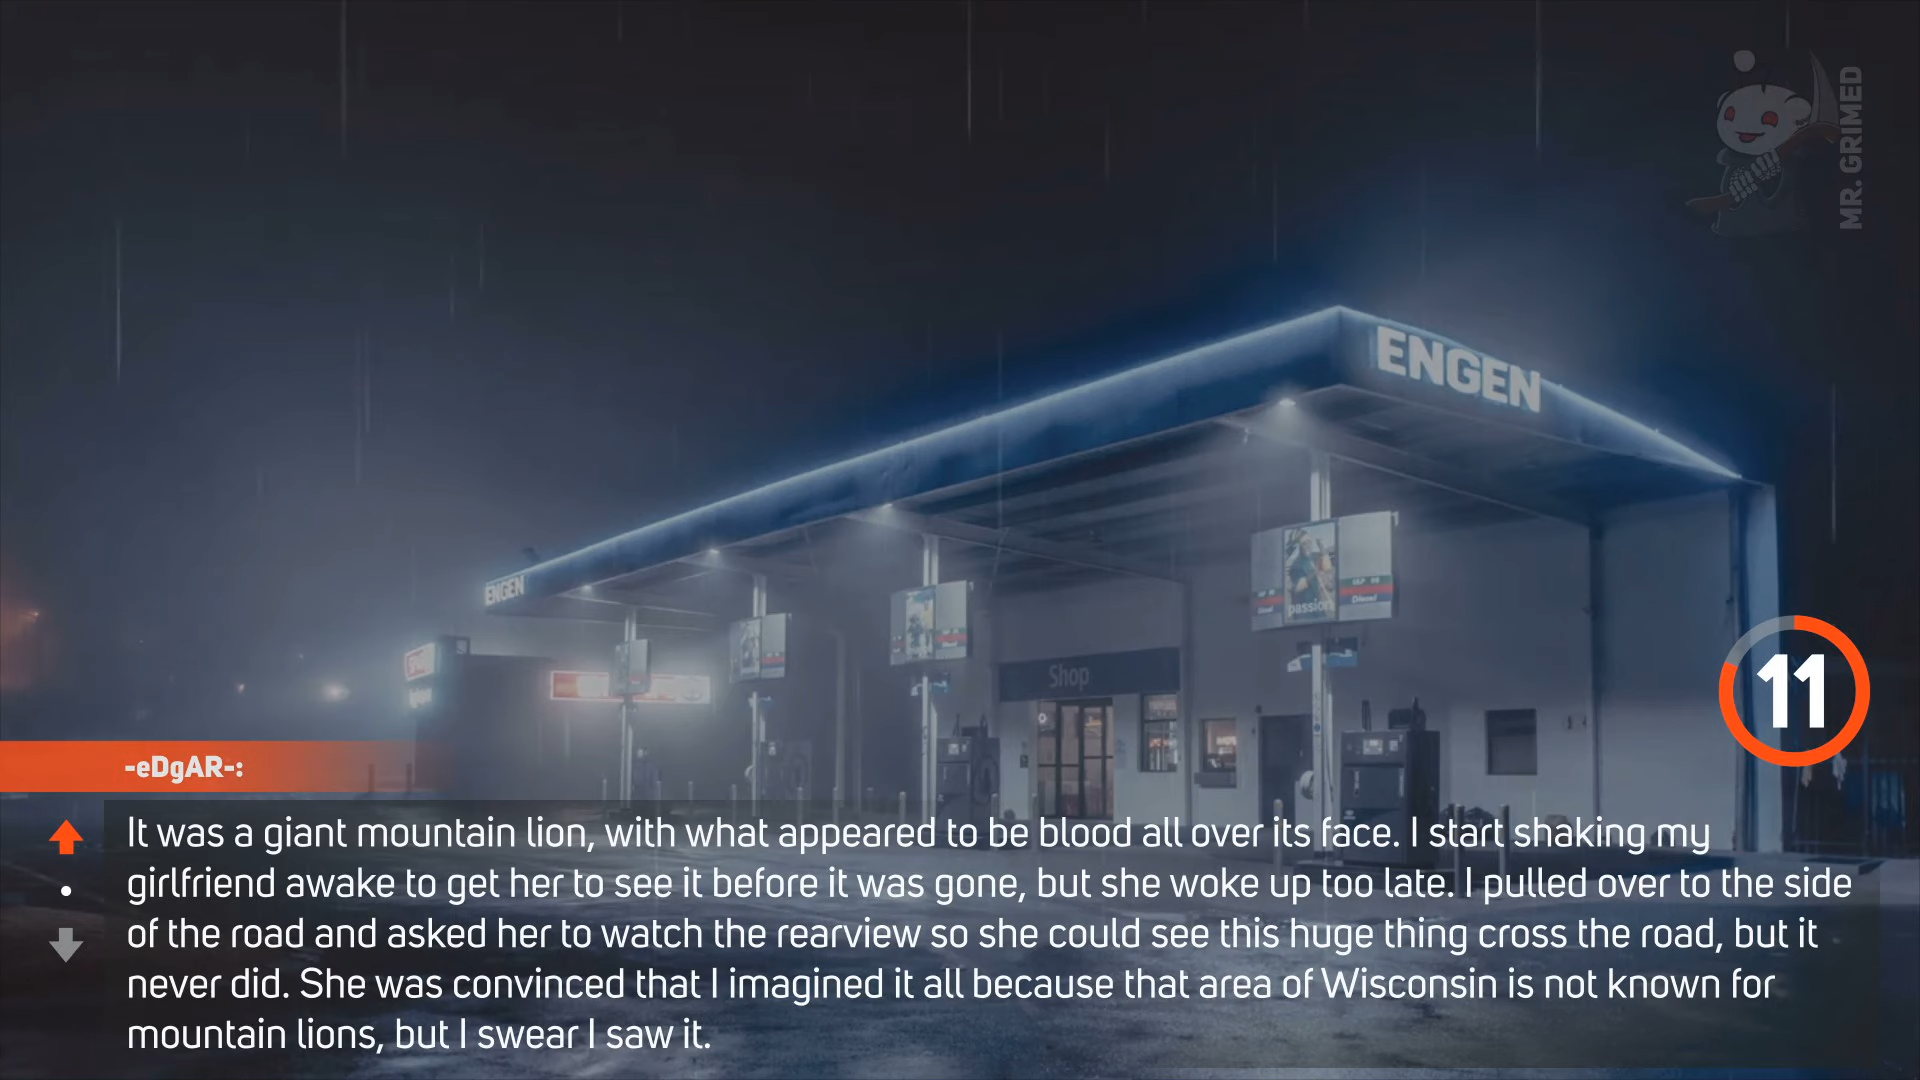 MR. GRIMED
ENGEN
ENGEN
passion
Diesel
Shop
11
-eDgAR-:
It was a giant mountain lion, with what appeared to be blood all over its face. I start shaking my
girlfriend awake to get her to see it before it was gone, but she woke up too late. I pulled over to the side
of the road and asked her to watch the rearview so she could see this huge thing cross the road, but it
never did. She was convinced that I imagined it all because that area of Wisconsin is not known for
mountain lions, but I swear I saw it.